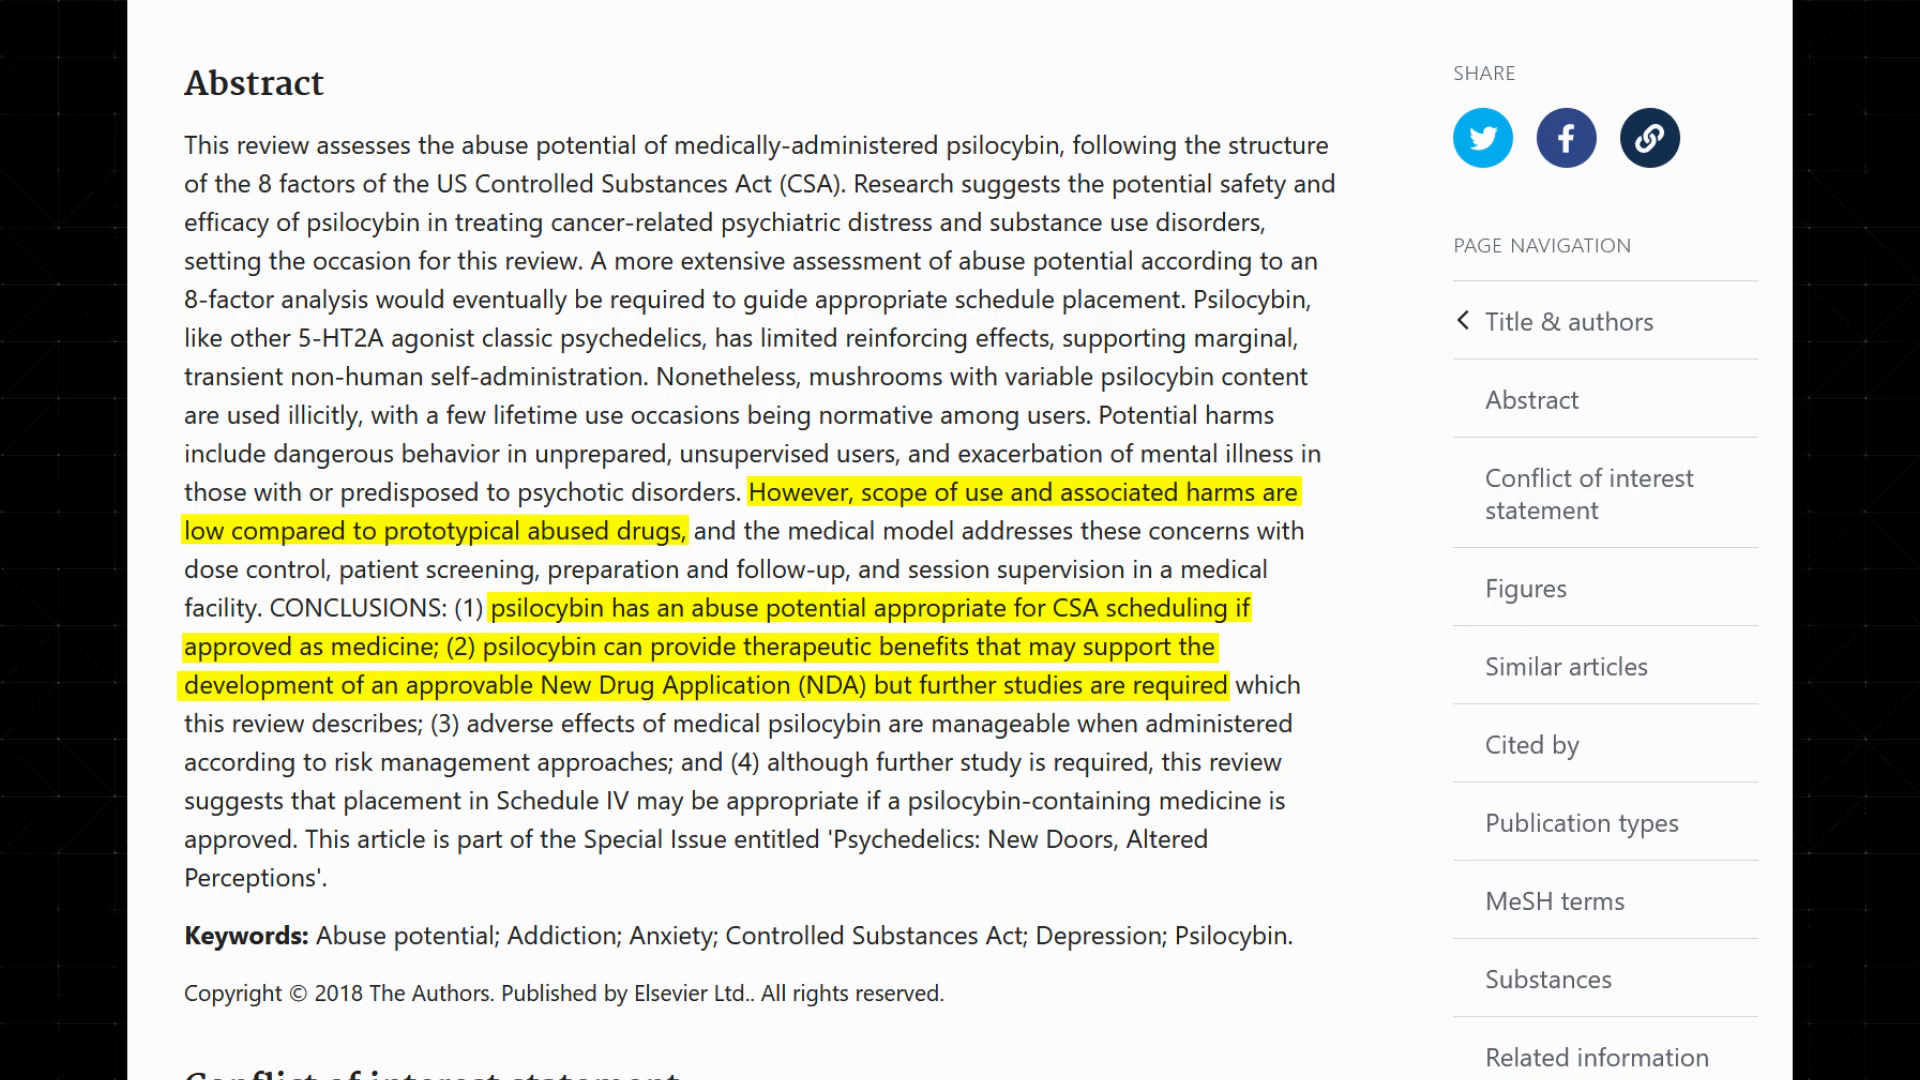 Abstract
This review assesses the abuse potential of medically-administered psilocybin, following the structure
of the 8 factors of the US Controlled Substances Act (CSA). Research suggests the potential safety and
efficacy of psilocybin in treating cancer-related psychiatric distress and substance use disorders,
setting the occasion for this review. A more extensive assessment of abuse potential according to an
8-factor analysis would eventually be required to guide appropriate schedule placement. Psilocybin,
like other 5-HT2A agonist classic psychedelics, has limited reinforcing effects, supporting marginal,
transient non-human self-administration. Nonetheless, mushrooms with variable psilocybin content
are used illicitly, with a few lifetime use occasions being normative among users. Potential harms
include dangerous behavior in unprepared, unsupervised users, and exacerbation of mental illness in
those with or predisposed to psychotic disorders. However, scope of use and associated harms are
low compared to prototypical abused drugs, and the medical model addresses these concerns with
dose control, patient screening, preparation and follow-up, and session supervision in a medical
facility. CONCLUSIONS: (1) psilocybin has an abuse potential appropriate for CSA scheduling if
approved as medicine; (2) psilocybin can provide therapeutic benefits that may support the
development of an approvable New Drug Application (NDA) but further studies are required which
this review describes; (3) adverse effects of medical psilocybin are manageable when administered
according to risk management approaches; and (4) although further study is required, this review
suggests that placement in Schedule IV may be appropriate if a psilocybin-containing medicine is
approved. This article is part of the Special Issue entitled 'Psychedelics: New Doors, Altered
Perceptions'.
Keywords: Abuse potential; Addiction; Anxiety; Controlled Substances Act; Depression; Psilocybin.
Copyright © 2018 The Authors. Published by Elsevier Ltd.. All rights reserved.
Conflict of interest statement
SHARE
PAGE NAVIGATION
Title & authors
Abstract
Conflict of interest
statement
Figures
Similar articles
Cited by
Publication types
MeSH terms
Substances
Related information